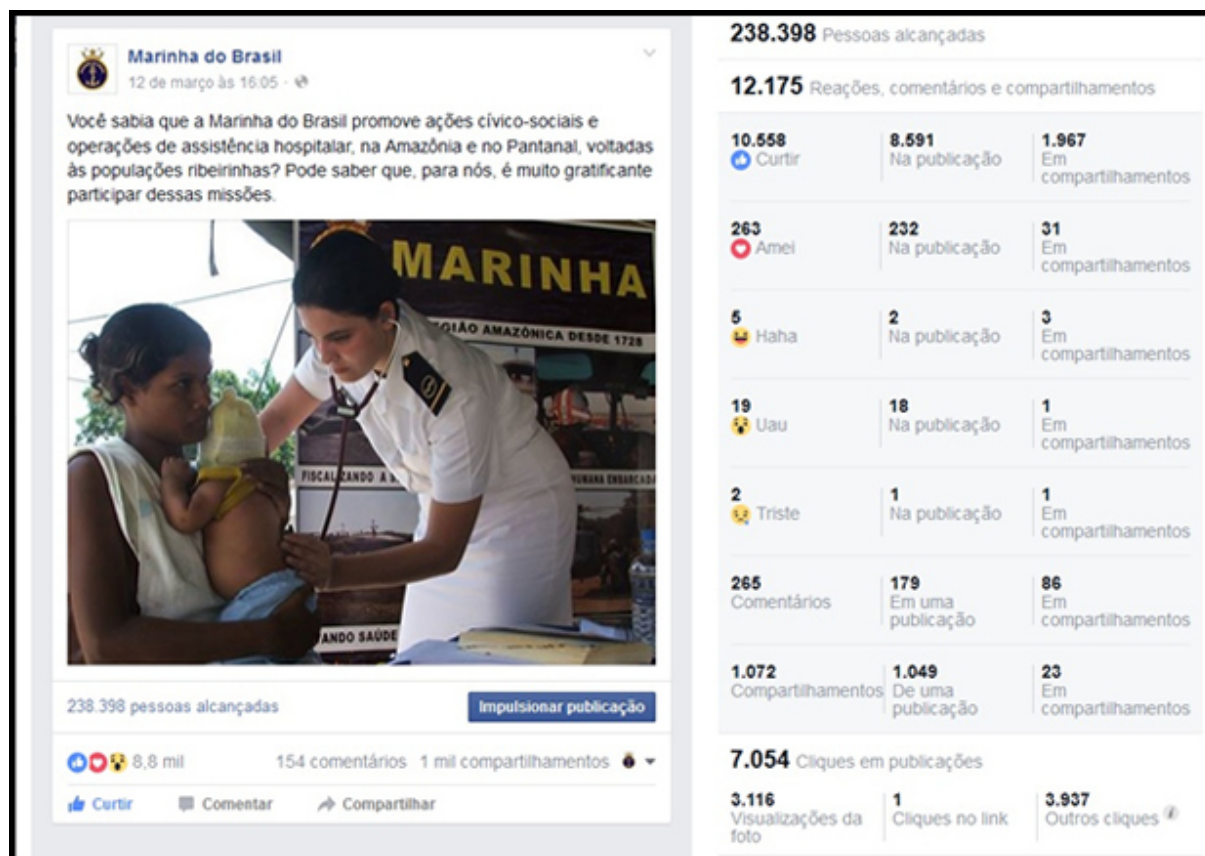 Marinha do Brasil
12 de março às 16:05 ·
Você sabia que a Marinha do Brasil promove ações cívico-sociais e
operações de assistência hospitalar, na Amazônia e no Pantanal, voltadas
às populações ribeirinhas? Pode saber que, para nós, é muito gratificante
participar dessas missões.
MARINHA
EGIÃO AMAZÔNICA DESDE 1728
FISCALIZANDO A
HUMANA EMBARCADA
ANDO SAÚDE
238.398 pessoas alcançadas
Impulsionar publicação
8,8 mil
154 comentários 1 mil compartilhamentos
Curtir Comentar Compartilhar
238.398 Pessoas alcançadas
12.175 Reações, comentários e compartilhamentos
10.558 8.591 1.967
Curtir Na publicação Em
compartilhamentos
263 232 31
Amei Na publicação Em
compartilhamentos
5 2 3
Haha Na publicação Em
compartilhamentos
19 18 1
Uau Na publicação Em
compartilhamentos
2 1 1
Triste Na publicação Em
compartilhamentos
265 179 86
Comentários Em uma Em
publicação compartilhamentos
1.072 1.049 23
Compartilhamentos De uma Em
publicação compartilhamentos
7.054 Cliques em publicações
3.116 1 3.937
Visualizações da Cliques no link Outros cliques
foto